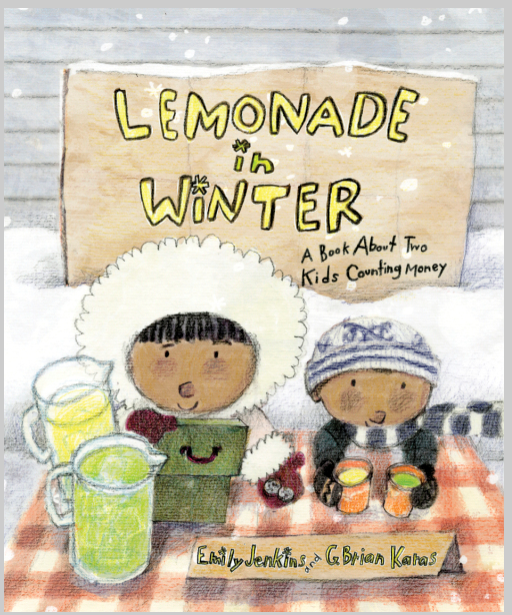 LEMONADE
in
WINTER
A Book About Two
Kids Counting Money
Emily Jenkins and G. Brian Karas